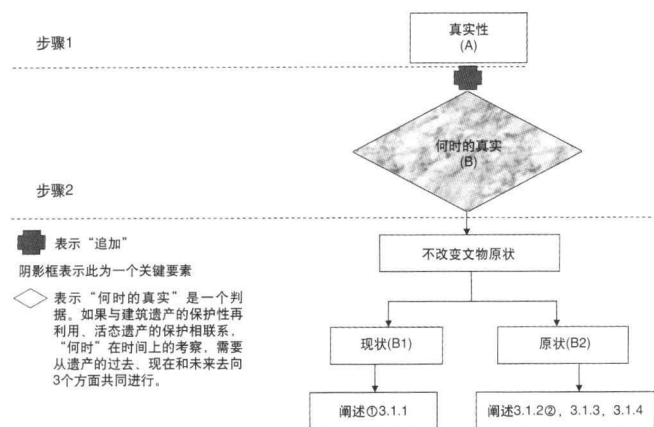 步骤1
真实性
(A)
何时的真实
(B)
步骤2
表示“追加”
阴影框表示此为一个关键要素
表示“何时的真实”是一个判
据。如果与建筑遗产的保护性再
利用、活态遗产的保护相联系，
“何时”在时间上的考察，需要
从遗产的过去、现在和未来去向
3个方面共同进行。
不改变文物原状
现状(B1)
原状(B2)
阐述①3.1.1
阐述3.1.2②，3.1.3，3.1.4